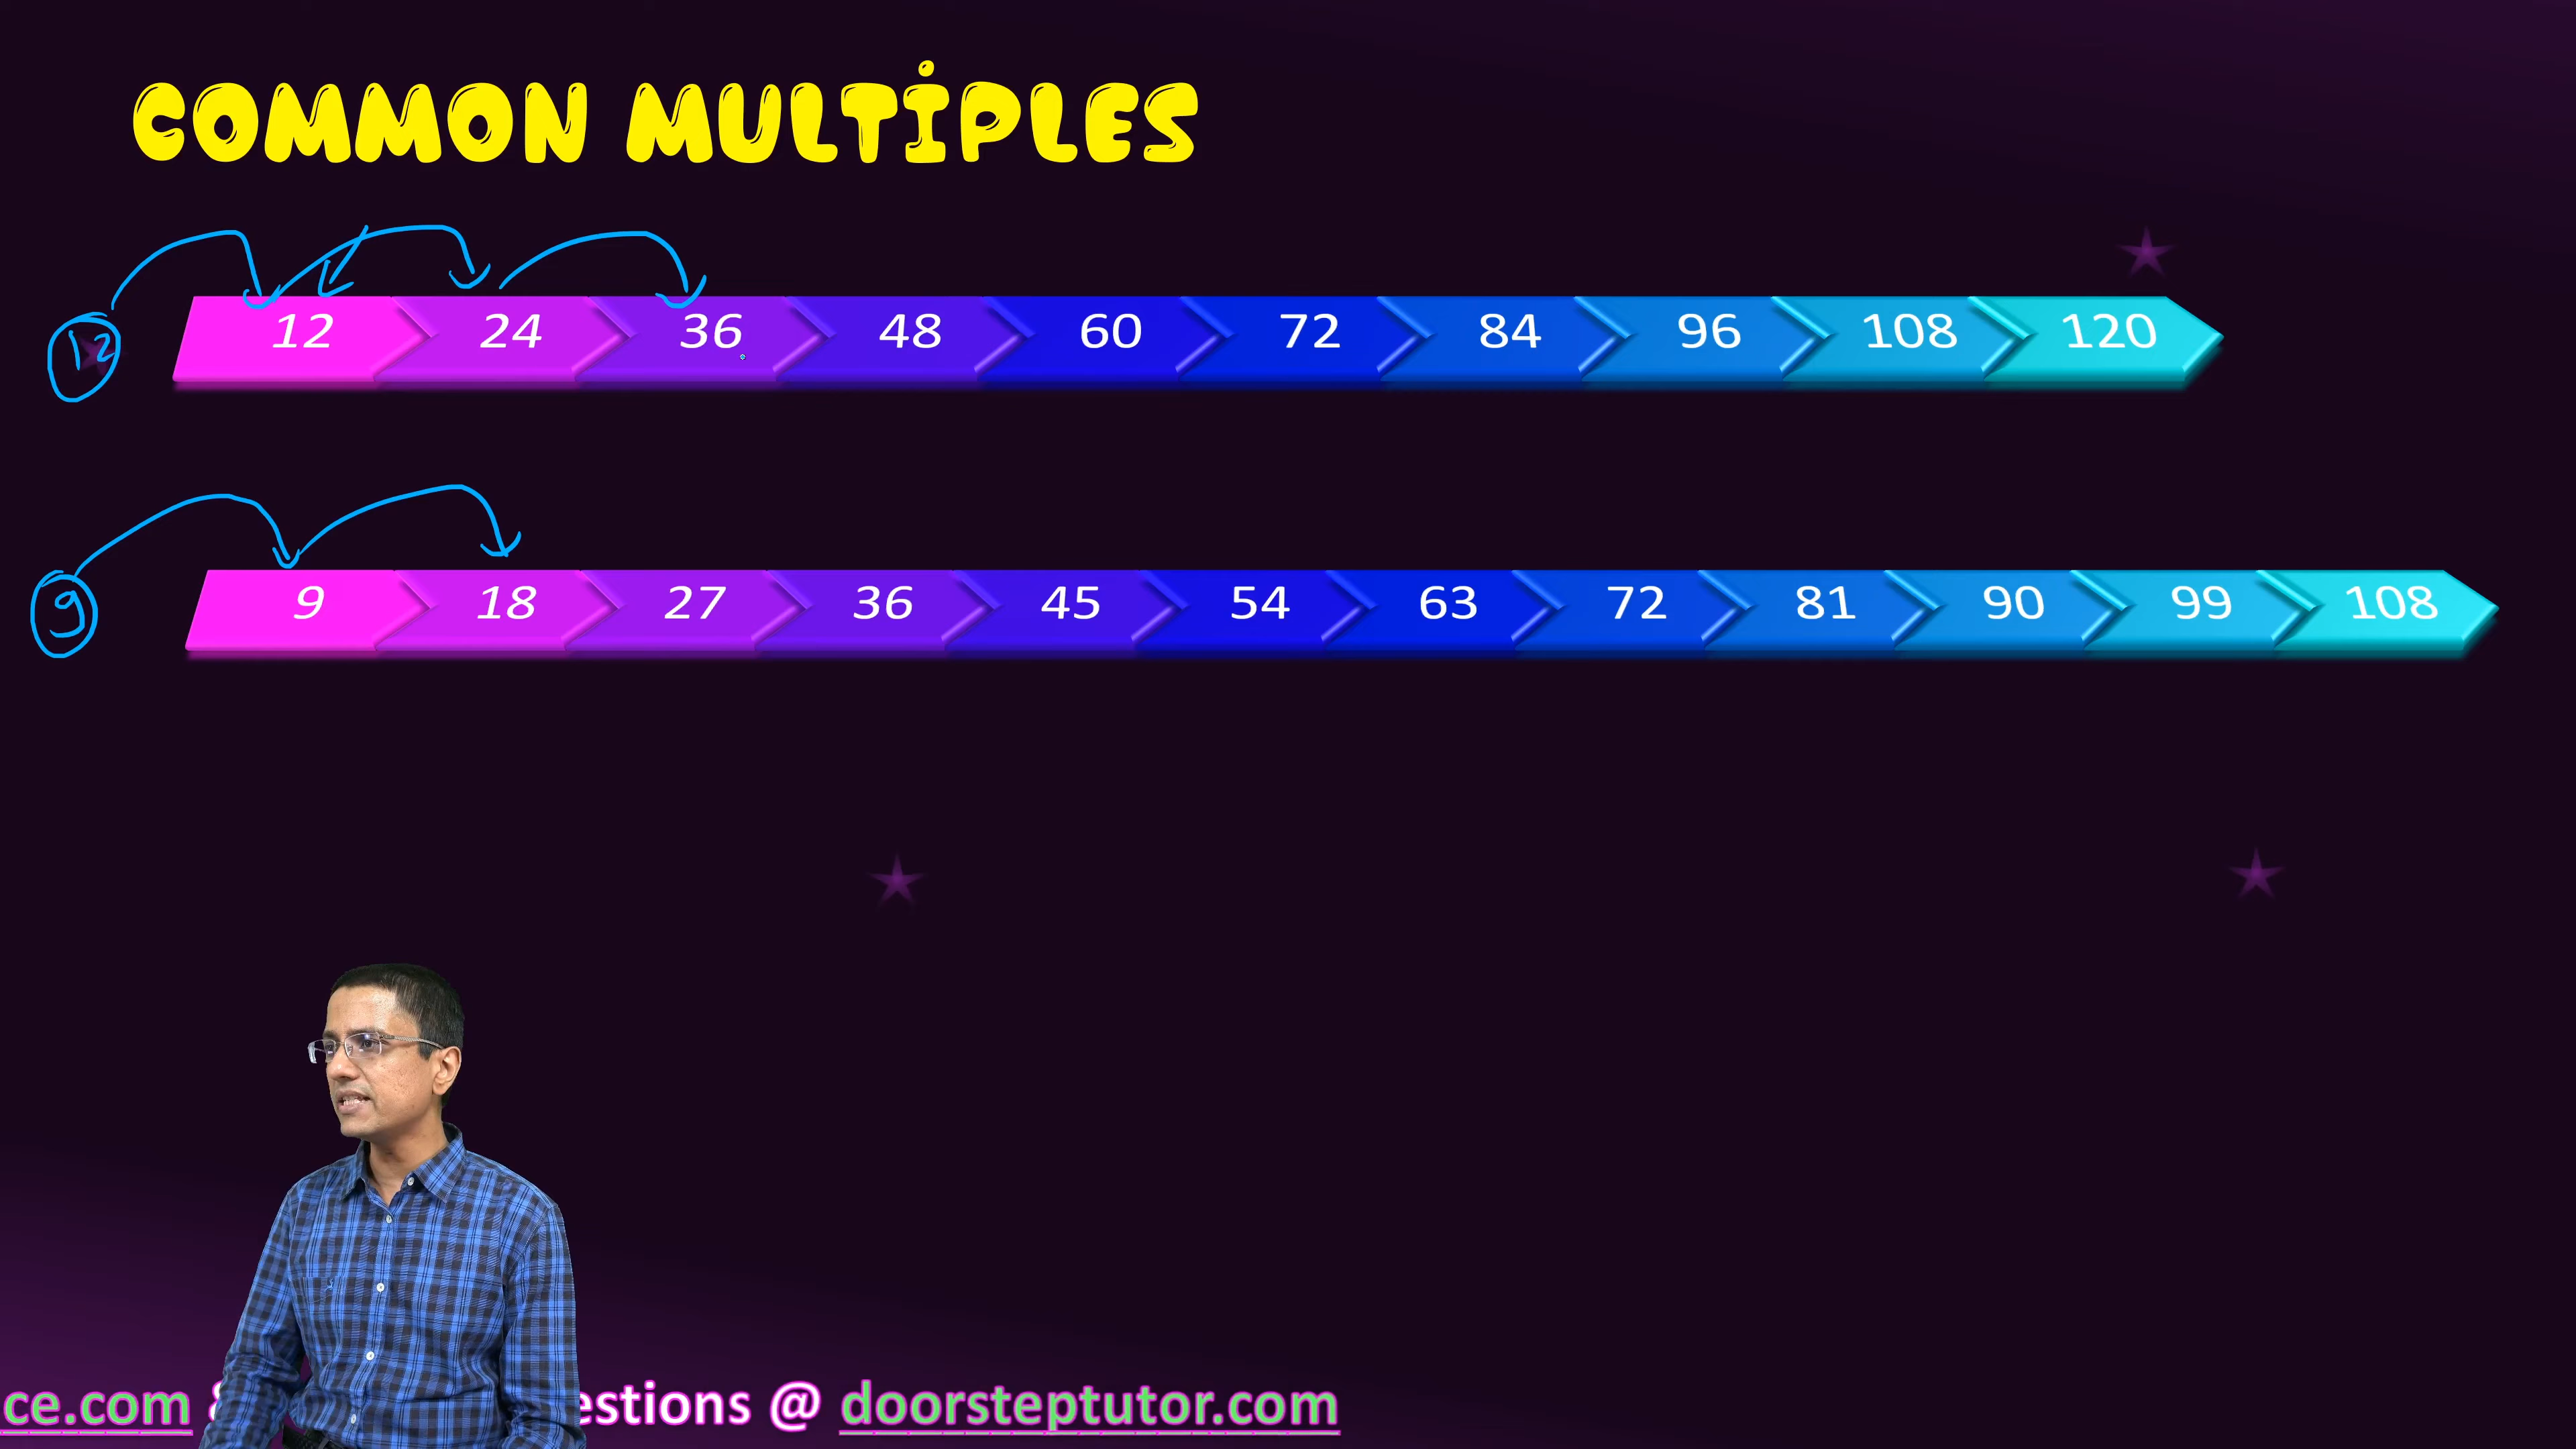 COMMON MULTIPLES
12 12 24 36 48 60 72 84 96 108 120
9 9 18 27 36 45 54 63 72 81 90 99 108
ce.com estions @ doorsteptutor.com